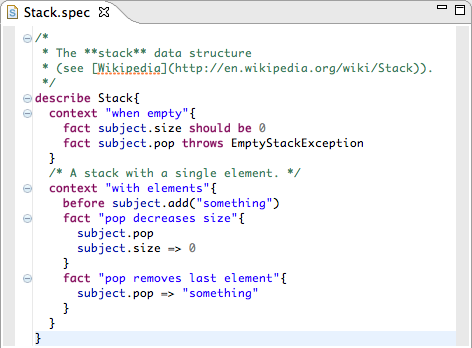 Stack.spec
/*
 * The **stack** data structure
 * (see [Wikipedia](http://en.wikipedia.org/wiki/Stack)).
 */
describe Stack{
  context "when empty"{
    fact subject.size should be 0
    fact subject.pop throws EmptyStackException
  }
  /* A stack with a single element. */
  context "with elements"{
    before subject.add("something")
    fact "pop decreases size"{
      subject.pop
      subject.size => 0
    }
    fact "pop removes last element"{
      subject.pop => "something"
    }
  }
}